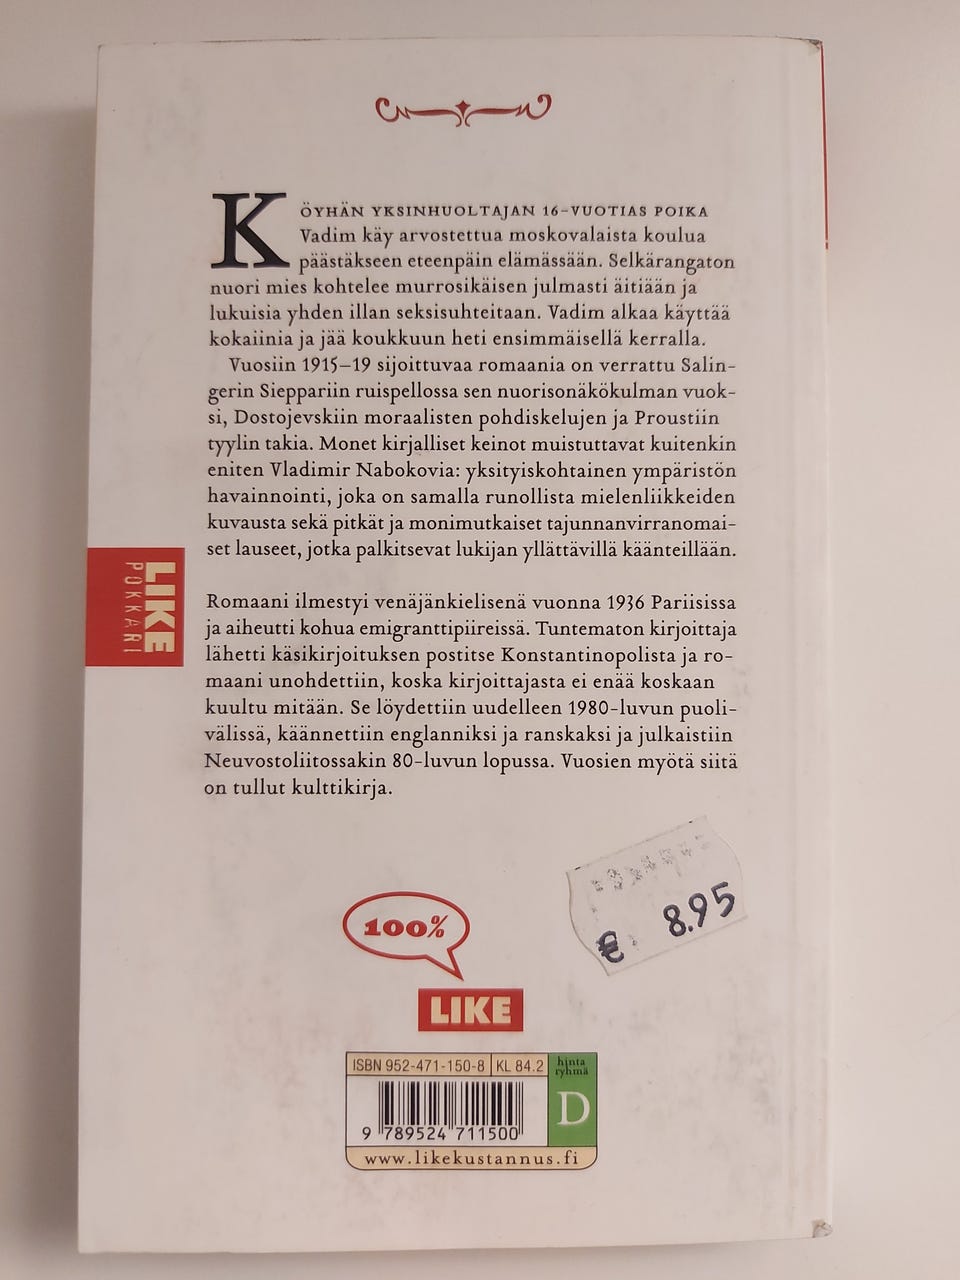 KÖYHÄN YKSINHUOLTAJAN 16-VUOTIAS POIKA
Vadim käy arvostettua moskovalaista koulua
päästäkseen eteenpäin elämässään. Selkärangaton
nuori mies kohtelee murrosikäisen julmasti äitiään ja
lukuisia yhden illan seksisuhteitaan. Vadim alkaa käyttää
kokaiinia ja jää koukkuun heti ensimmäisellä kerralla.
Vuosiin 1915–19 sijoittuvaa romaania on verrattu Salin-
gerin Sieppariin ruispellossa sen nuorisonäkökulman vuok-
si, Dostojevskiin moraalisten pohdiskelujen ja Proustiin
tyylin takia. Monet kirjalliset keinot muistuttavat kuitenkin
eniten Vladimir Nabokovia: yksityiskohtainen ympäristön
havainnointi, joka on samalla runollista mielenliikkeiden
kuvausta sekä pitkät ja monimutkaiset tajunnanvirranomai-
set lauseet, jotka palkitsevat lukijan yllättävillä käänteillään.
Romaani ilmestyi venäjänkielisenä vuonna 1936 Pariisissa
ja aiheutti kohua emigranttipiireissä. Tuntematon kirjoittaja
lähetti käsikirjoituksen postitse Konstantinopolista ja ro-
maani unohdettiin, koska kirjoittajasta ei enää koskaan
kuultu mitään. Se löydettiin uudelleen 1980-luvun puoli-
välissä, käännettiin englanniksi ja ranskaksi ja julkaistiin
Neuvostoliitossakin 80-luvun lopussa. Vuosien myötä siitä
on tullut kulttikirja.
LIKE
POKKARI
€ 8.95
100%
LIKE
ISBN 952-471-150-8 KL 84.2
hinta
ryhmä
D
9 789524 711500
www.likekustannus.fi